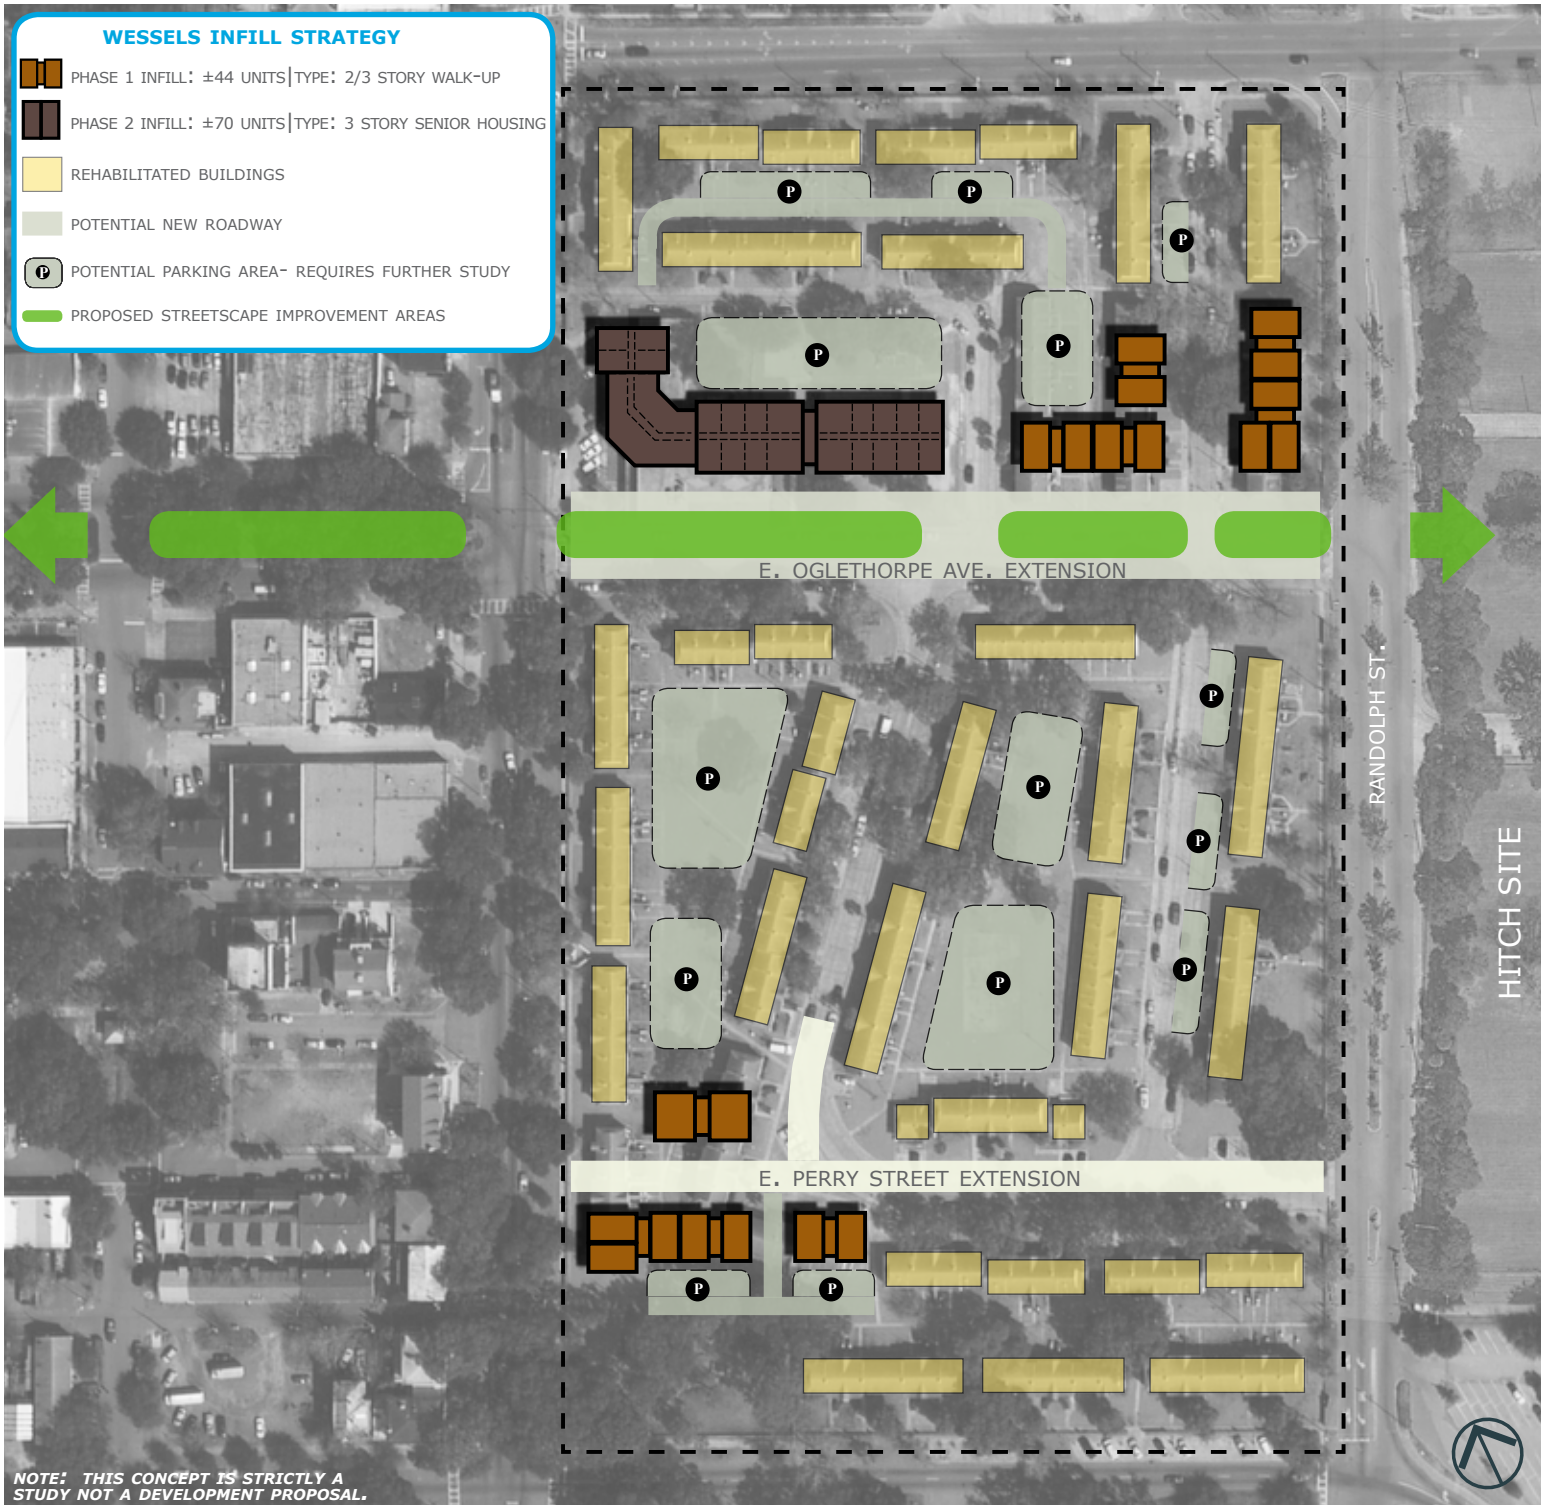 WESSELS INFILL STRATEGY
PHASE 1 INFILL: ±44 UNITS|TYPE: 2/3 STORY WALK-UP
PHASE 2 INFILL: ±70 UNITS|TYPE: 3 STORY SENIOR HOUSING
REHABILITATED BUILDINGS
POTENTIAL NEW ROADWAY
P POTENTIAL PARKING AREA- REQUIRES FURTHER STUDY
PROPOSED STREETSCAPE IMPROVEMENT AREAS
P
P
P
P
P
E. OGLETHORPE AVE. EXTENSION
RANDOLPH ST.
P
P
P
P
HITCH SITE
P
P
P
E. PERRY STREET EXTENSION
P
P
NOTE: THIS CONCEPT IS STRICTLY A
STUDY NOT A DEVELOPMENT PROPOSAL.